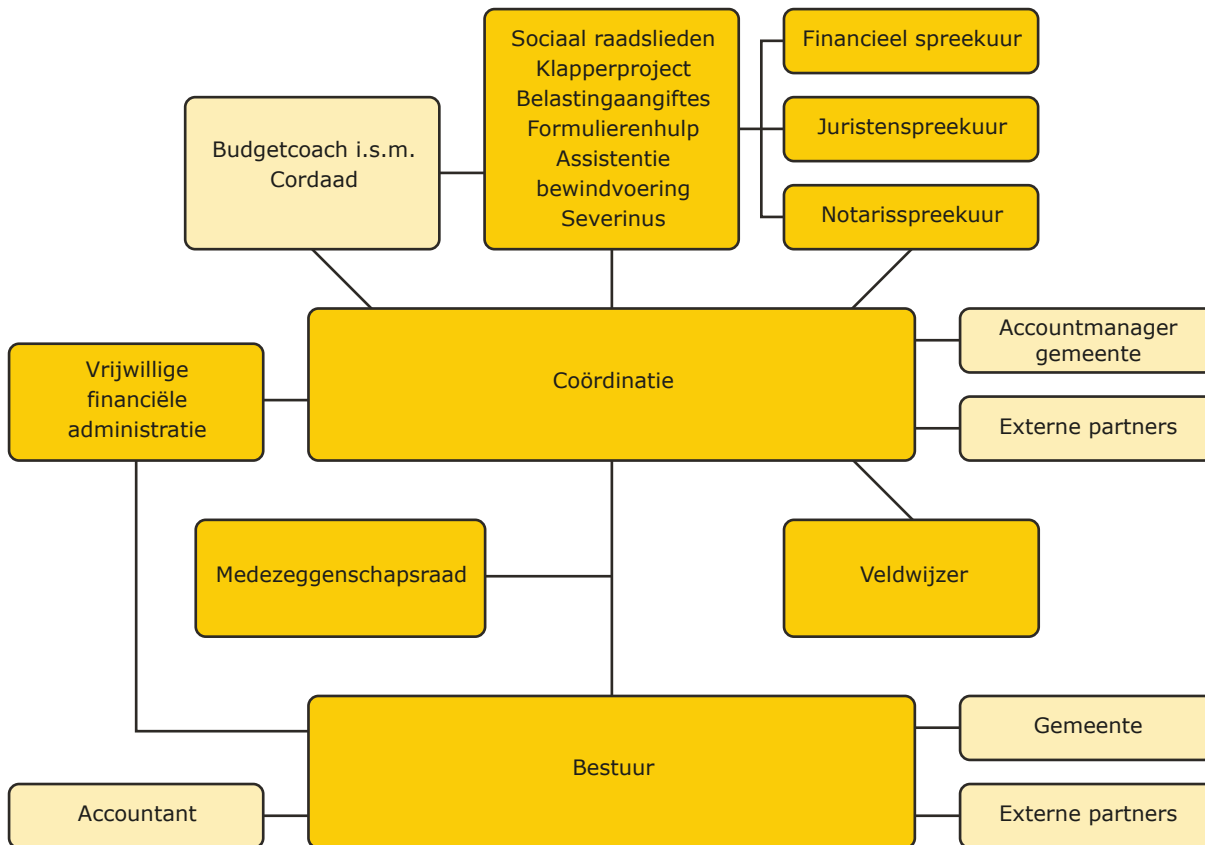 Sociaal raadslieden
Klapperproject
Belastingaangiftes
Formulierenhulp
Assistentie
bewindvoering
Severinus
Financieel spreekuur
Juristenspreekuur
Notarisspreekuur
Budgetcoach i.s.m.
Cordaad
Coördinatie
Accountmanager
gemeente
Externe partners
Vrijwillige
financiële
administratie
Medezeggenschapsraad
Veldwijzer
Bestuur
Gemeente
Externe partners
Accountant